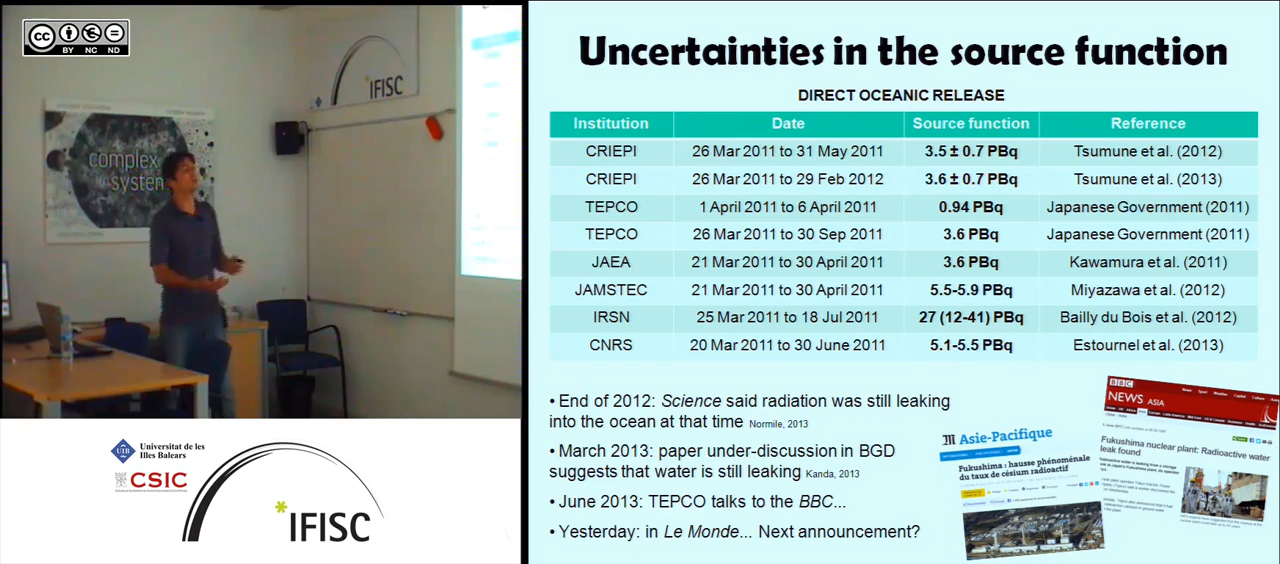 cc
BY NC ND
IFISC
complex
system
Universitat de les
Illes Balears
UIB
CSIC
IFISC
Uncertainties in the source function
DIRECT OCEANIC RELEASE
Institution Date Source function Reference
CRIEPI 26 Mar 2011 to 31 May 2011 3.5 ± 0.7 PBq Tsumune et al. (2012)
CRIEPI 26 Mar 2011 to 29 Feb 2012 3.6 ± 0.7 PBq Tsumune et al. (2013)
TEPCO 1 April 2011 to 6 April 2011 0.94 PBq Japanese Government (2011)
TEPCO 26 Mar 2011 to 30 Sep 2011 3.6 PBq Japanese Government (2011)
JAEA 21 Mar 2011 to 30 April 2011 3.6 PBq Kawamura et al. (2011)
JAMSTEC 21 Mar 2011 to 30 April 2011 5.5-5.9 PBq Miyazawa et al. (2012)
IRSN 25 Mar 2011 to 18 Jul 2011 27 (12-41) PBq Bailly du Bois et al. (2012)
CNRS 20 Mar 2011 to 30 June 2011 5.1-5.5 PBq Estournel et al. (2013)
• End of 2012: Science said radiation was still leaking
into the ocean at that time Normile, 2013
• March 2013: paper under-discussion in BGD
suggests that water is still leaking Kanda, 2013
• June 2013: TEPCO talks to the BBC...
• Yesterday: in Le Monde... Next announcement?
M Asie-Pacifique
Fukushima : hausse phénoménale
du taux de césium radioactif
BBC
NEWS ASIA
Fukushima nuclear plant: Radioactive water
leak found